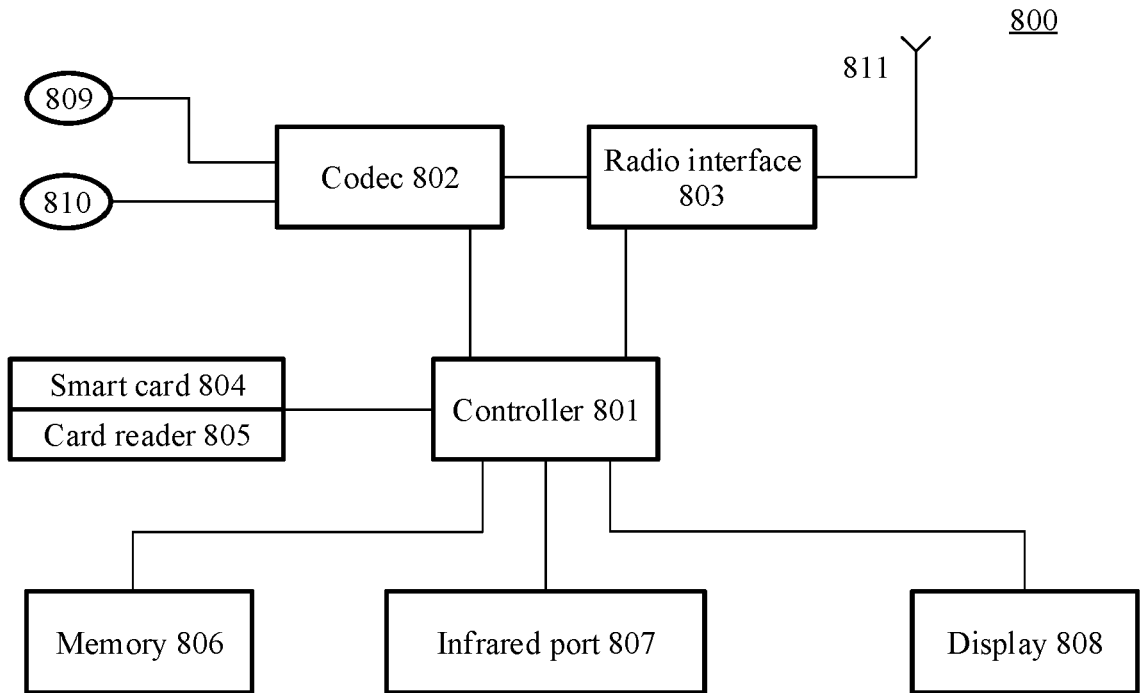 800
811
809
Codec 802
Radio interface
803
810
Smart card 804
Card reader 805
Controller 801
Memory 806
Infrared port 807
Display 808